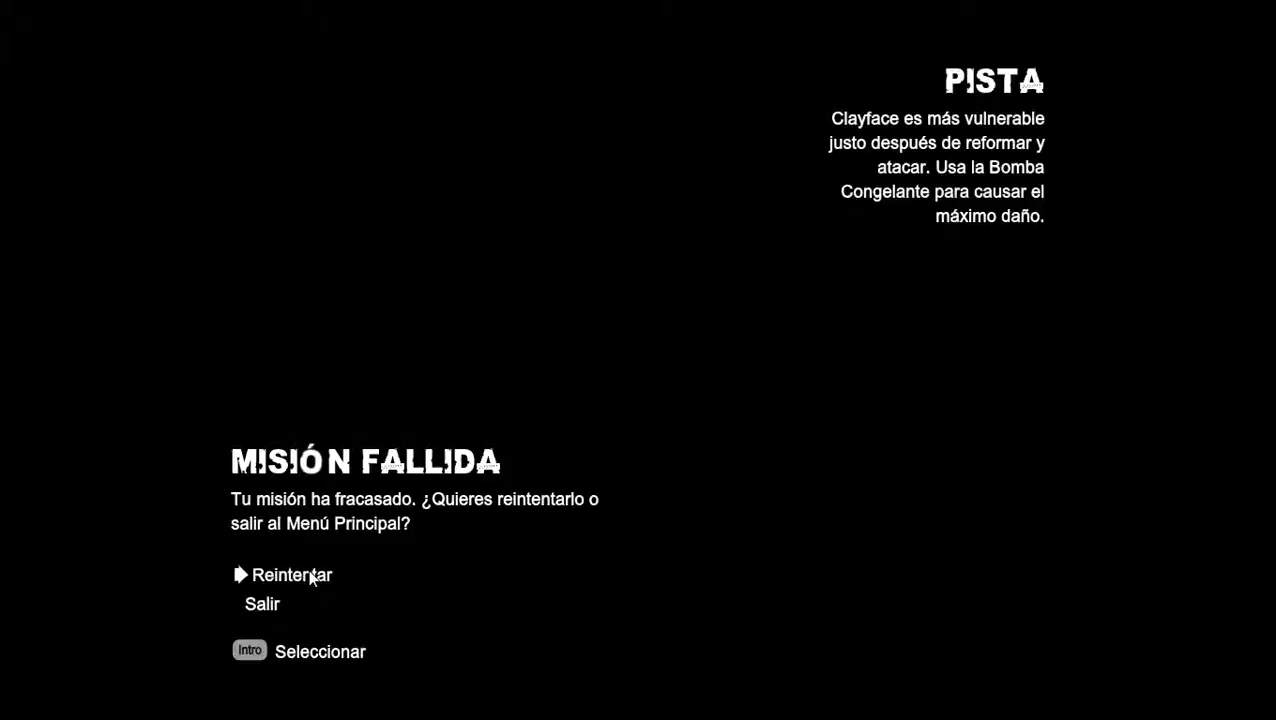 PISTA
Clayface es más vulnerable
justo después de reformar y
atacar. Usa la Bomba
Congelante para causar el
máximo daño.
MISIÓN FALLIDA
Tu misión ha fracasado. ¿Quieres reintentarlo o
salir al Menú Principal?
Reintentar
Salir
Intro Seleccionar